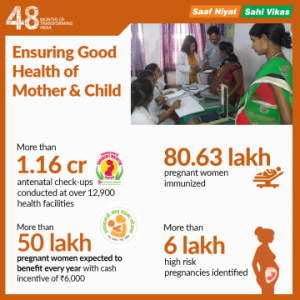 48 MONTHS OF
TRANSFORMING
INDIA
Saaf Niyat Sahi Vikas
Ensuring Good
Health of
Mother & Child
More than
1.16 cr
antenatal check-ups
conducted at over 12,900
health facilities
80.63 lakh
pregnant women
immunized
More than
50 lakh
pregnant women expected to
benefit every year with cash
incentive of ₹6,000
More than
6 lakh
high risk
pregnancies identified